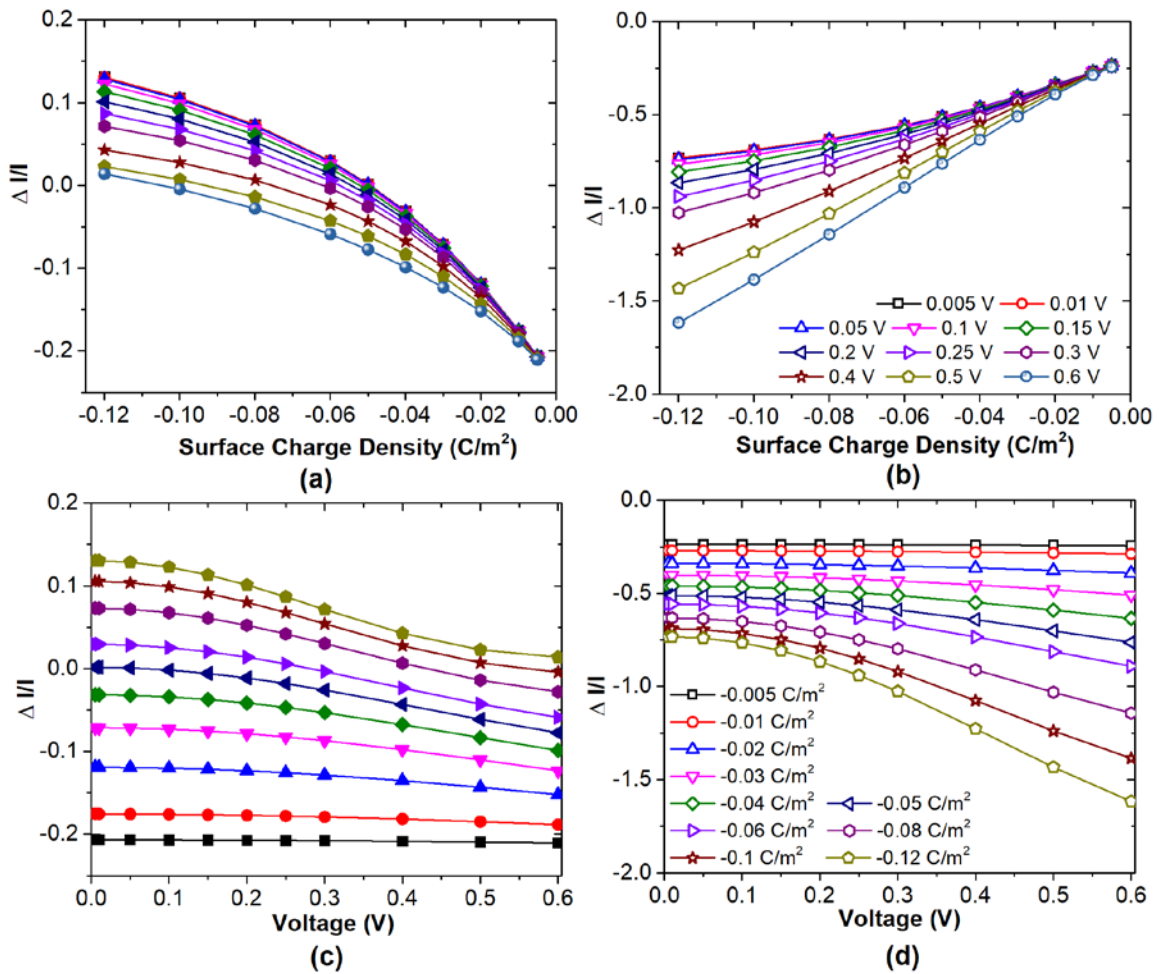 0.2
0.1
0.0
-0.1
-0.2
Δ I/I
-0.12 -0.10 -0.08 -0.06 -0.04 -0.02 0.00
Surface Charge Density (C/m²)
(a)
0.0
-0.5
-1.0
-1.5
-2.0
Δ I/I
0.005 V 0.01 V
0.05 V 0.1 V 0.15 V
0.2 V 0.25 V 0.3 V
0.4 V 0.5 V 0.6 V
-0.12 -0.10 -0.08 -0.06 -0.04 -0.02 0.00
Surface Charge Density (C/m²)
(b)
0.2
0.1
0.0
-0.1
-0.2
Δ I/I
0.0 0.1 0.2 0.3 0.4 0.5 0.6
Voltage (V)
(c)
0.0
-0.5
-1.0
-1.5
-2.0
Δ I/I
-0.005 C/m²
-0.01 C/m²
-0.02 C/m²
-0.03 C/m²
-0.04 C/m² -0.05 C/m²
-0.06 C/m² -0.08 C/m²
-0.1 C/m² -0.12 C/m²
0.0 0.1 0.2 0.3 0.4 0.5 0.6
Voltage (V)
(d)